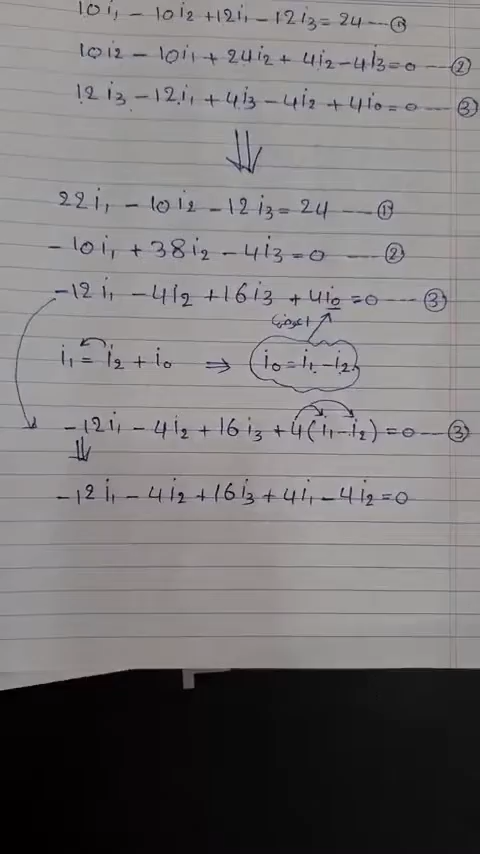 10i₁ - 10i₂ + 12i₁ - 12i₃ = 24 ---①
10i₂ - 10i₁ + 24i₂ + 4i₂ - 4i₃ = 0 ---②
12i₃ - 12i₁ + 4i₃ - 4i₂ + 4i₀ = 0 ---③
⇓
22i₁ - 10i₂ - 12i₃ = 24 ---①
-10i₁ + 38i₂ - 4i₃ = 0 ---②
-12i₁ - 4i₂ + 16i₃ + 4i₀ = 0 ---③
i₁ = i₂ + i₀ ⇒ i₀ = i₁ - i₂
-12i₁ - 4i₂ + 16i₃ + 4(i₁ - i₂) = 0 ---③
⇓
-12i₁ - 4i₂ + 16i₃ + 4i₁ - 4i₂ = 0